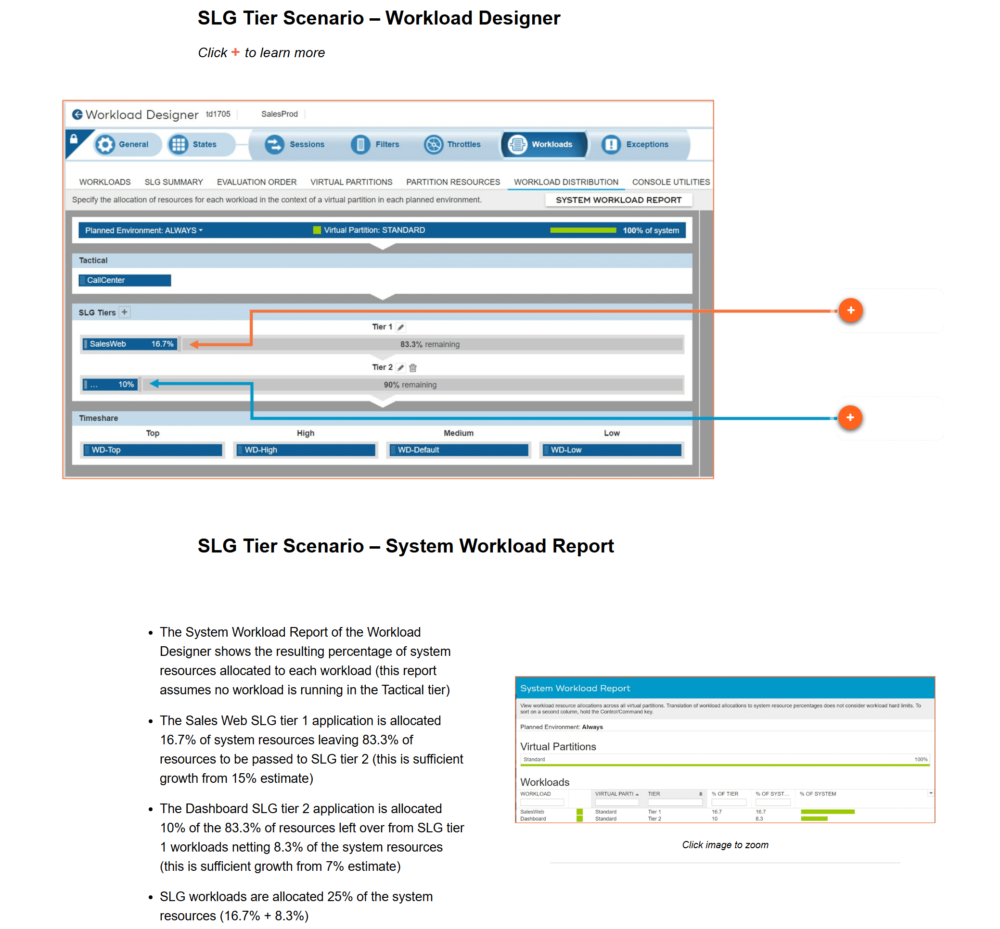 SLG Tier Scenario – Workload Designer
Click + to learn more
Workload Designer td1705 SalesProd
General States Sessions Filters Throttles Workloads Exceptions
WORKLOADS SLG SUMMARY EVALUATION ORDER VIRTUAL PARTITIONS PARTITION RESOURCES WORKLOAD DISTRIBUTION CONSOLE UTILITIES
Specify the allocation of resources for each workload in the context of a virtual partition in each planned environment. SYSTEM WORKLOAD REPORT
Planned Environment: ALWAYS Virtual Partition: STANDARD 100% of system
Tactical
CallCenter
SLG Tiers +
Tier 1
SalesWeb 16.7% 83.3% remaining
Tier 2
... 10% 90% remaining
Timeshare
Top High Medium Low
WD-Top WD-High WD-Default WD-Low
+
+
SLG Tier Scenario – System Workload Report
• The System Workload Report of the Workload
Designer shows the resulting percentage of system
resources allocated to each workload (this report
assumes no workload is running in the Tactical tier)
• The Sales Web SLG tier 1 application is allocated
16.7% of system resources leaving 83.3% of
resources to be passed to SLG tier 2 (this is sufficient
growth from 15% estimate)
• The Dashboard SLG tier 2 application is allocated
10% of the 83.3% of resources left over from SLG tier
1 workloads netting 8.3% of the system resources
(this is sufficient growth from 7% estimate)
• SLG workloads are allocated 25% of the system
resources (16.7% + 8.3%)
System Workload Report
View workload resource allocations across all virtual partitions. Translation of workload allocations to system resource percentages does not consider workload hard limits. To
sort on a second column, hold the Control/Command key.
Planned Environment: Always
Virtual Partitions
Standard 100%
Workloads
WORKLOAD VIRTUAL PARTI TIER % OF TIER % OF SYST... % OF SYSTEM
SalesWeb Standard Tier 1 16.7 16.7
Dashboard Standard Tier 2 10 8.3
Click image to zoom